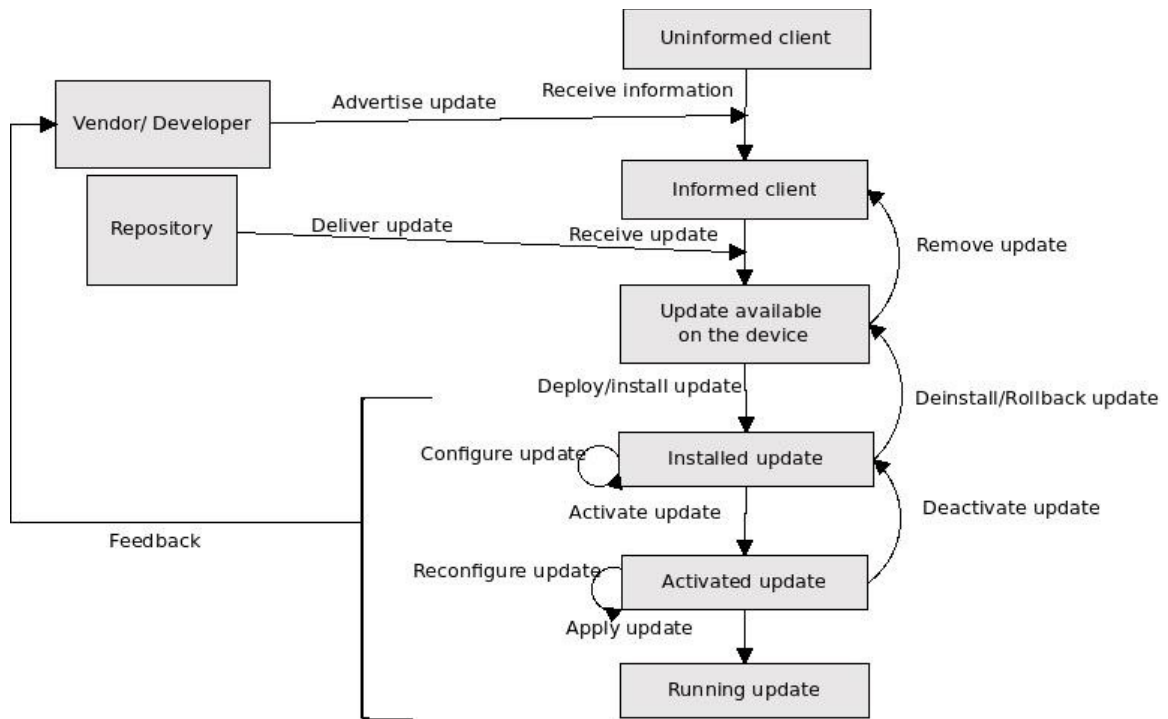 Uninformed client
Receive information
Advertise update
Vendor/ Developer
Informed client
Repository
Deliver update
Receive update
Remove update
Update available
on the device
Deploy/install update
Deinstall/Rollback update
Configure update
Installed update
Activate update
Deactivate update
Feedback
Reconfigure update
Activated update
Apply update
Running update